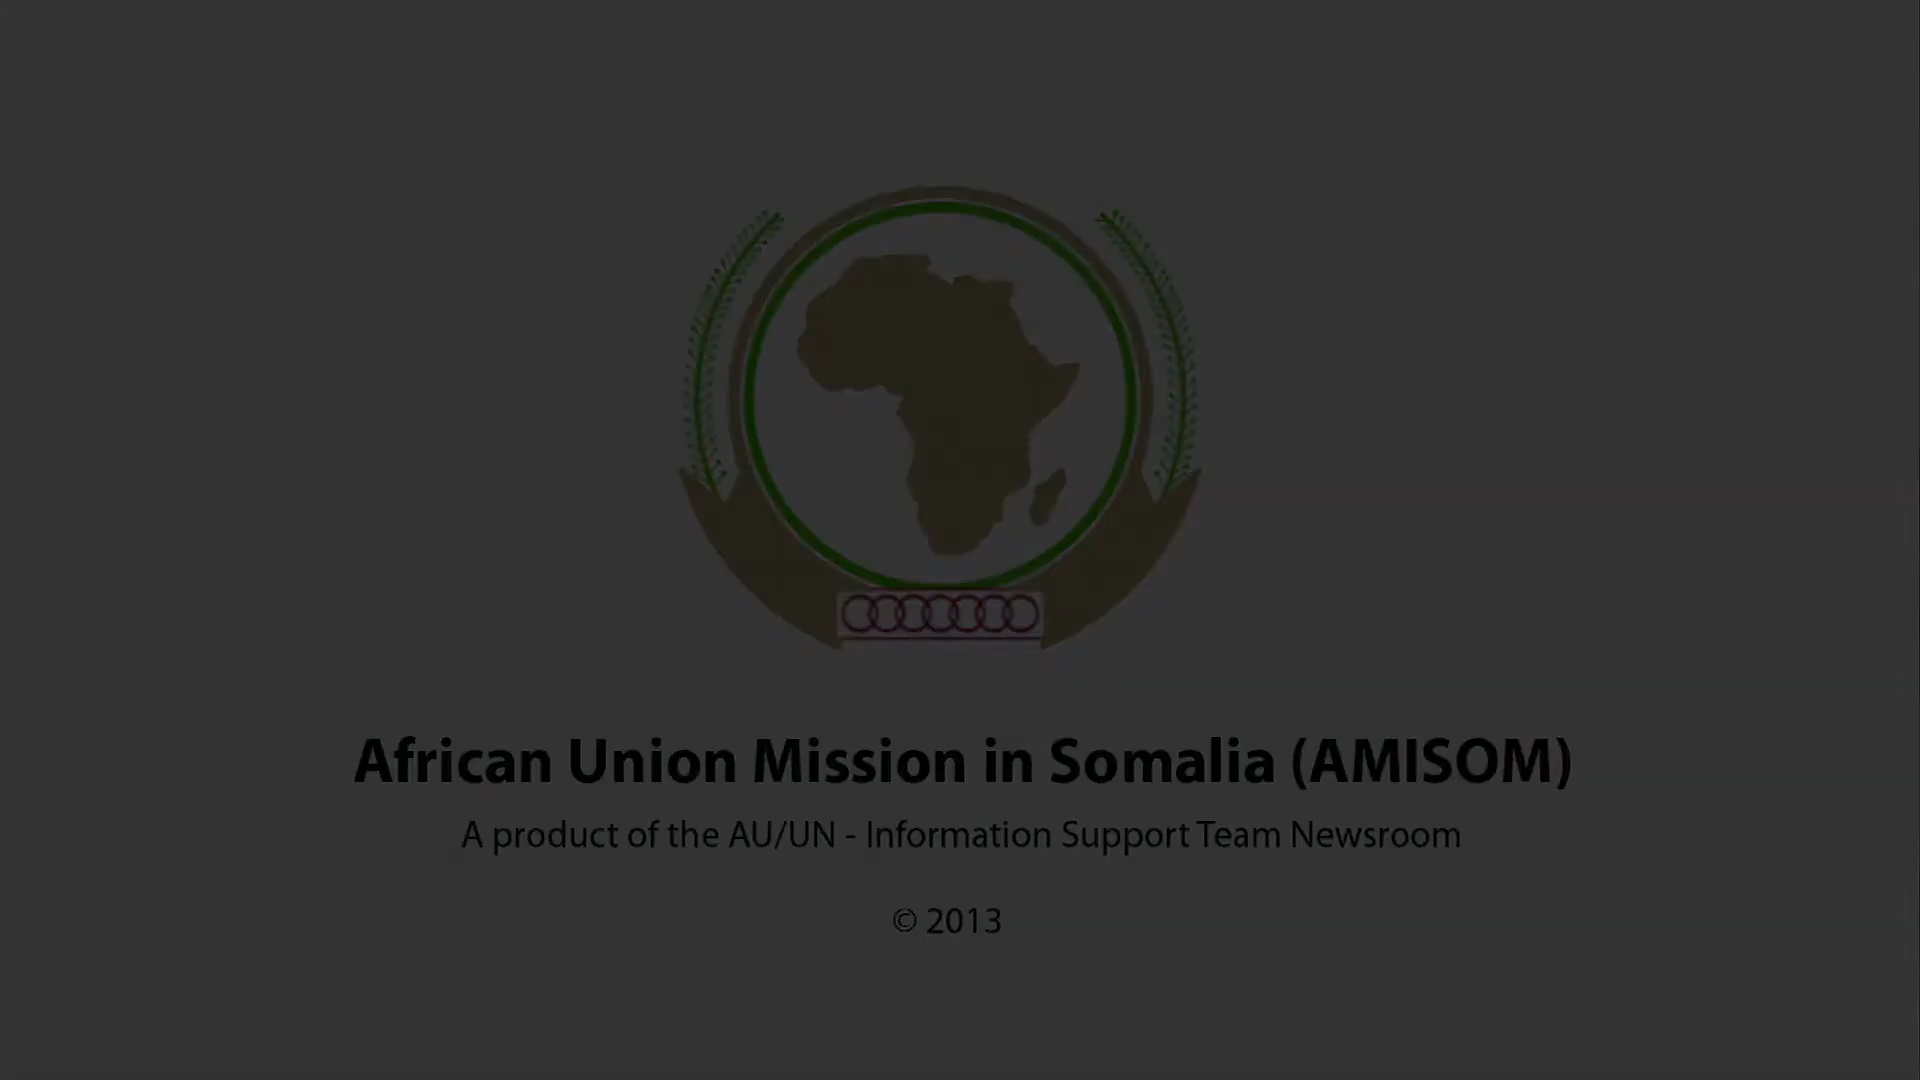 African Union Mission in Somalia (AMISOM)
A product of the AU/UN - Information Support Team Newsroom
© 2013